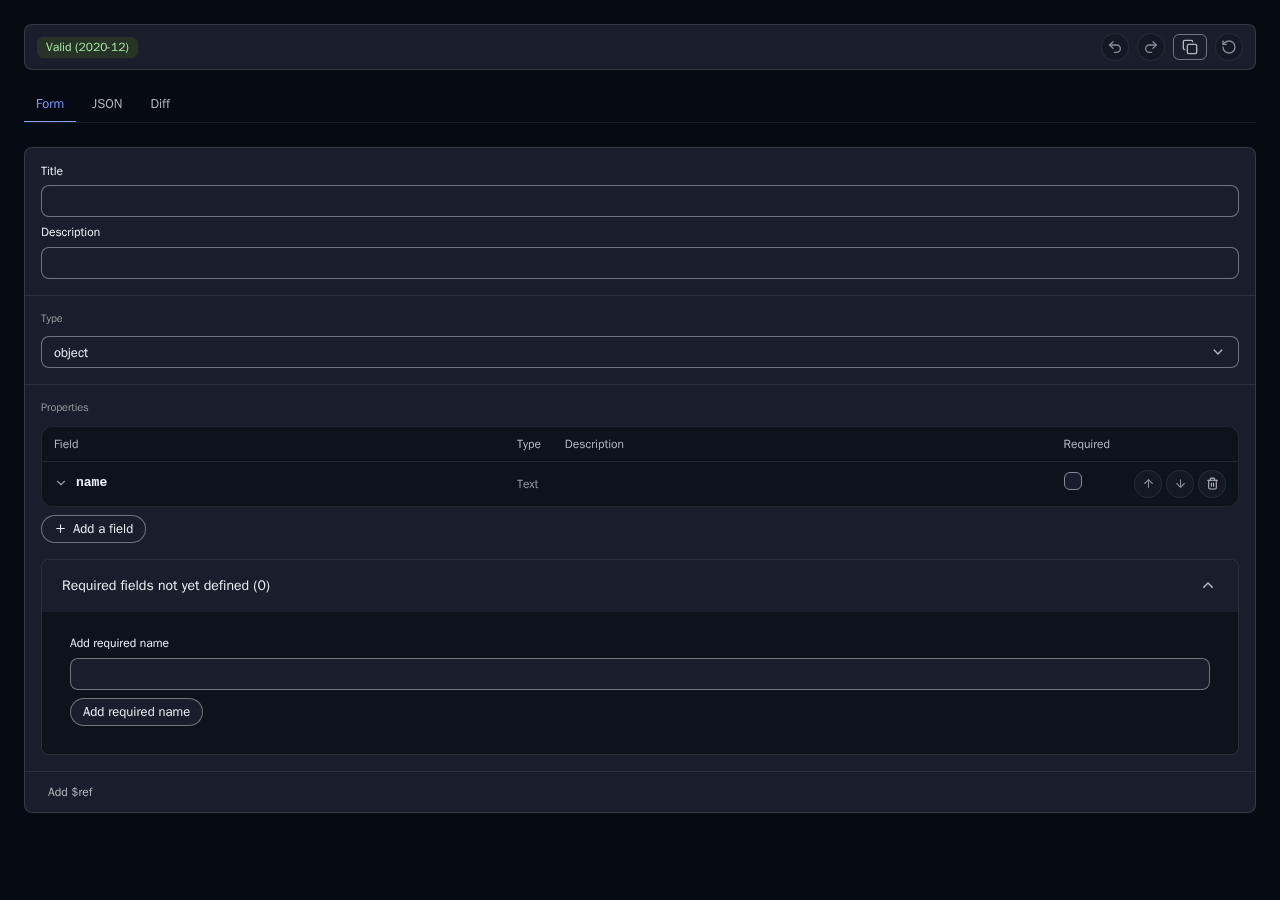 Valid (2020-12)
Form JSON Diff
Title
Description
Type
object
Properties
Field Type Description Required
name Text
Add a field
Required fields not yet defined (0)
Add required name
Add required name
Add $ref